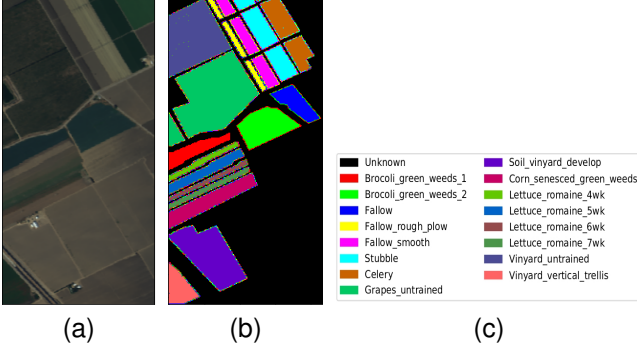 Unknown
Brocoli_green_weeds_1
Brocoli_green_weeds_2
Fallow
Fallow_rough_plow
Fallow_smooth
Stubble
Celery
Grapes_untrained
Soil_vinyard_develop
Corn_senesced_green_weeds
Lettuce_romaine_4wk
Lettuce_romaine_5wk
Lettuce_romaine_6wk
Lettuce_romaine_7wk
Vinyard_untrained
Vinyard_vertical_trellis
(a) (b) (c)